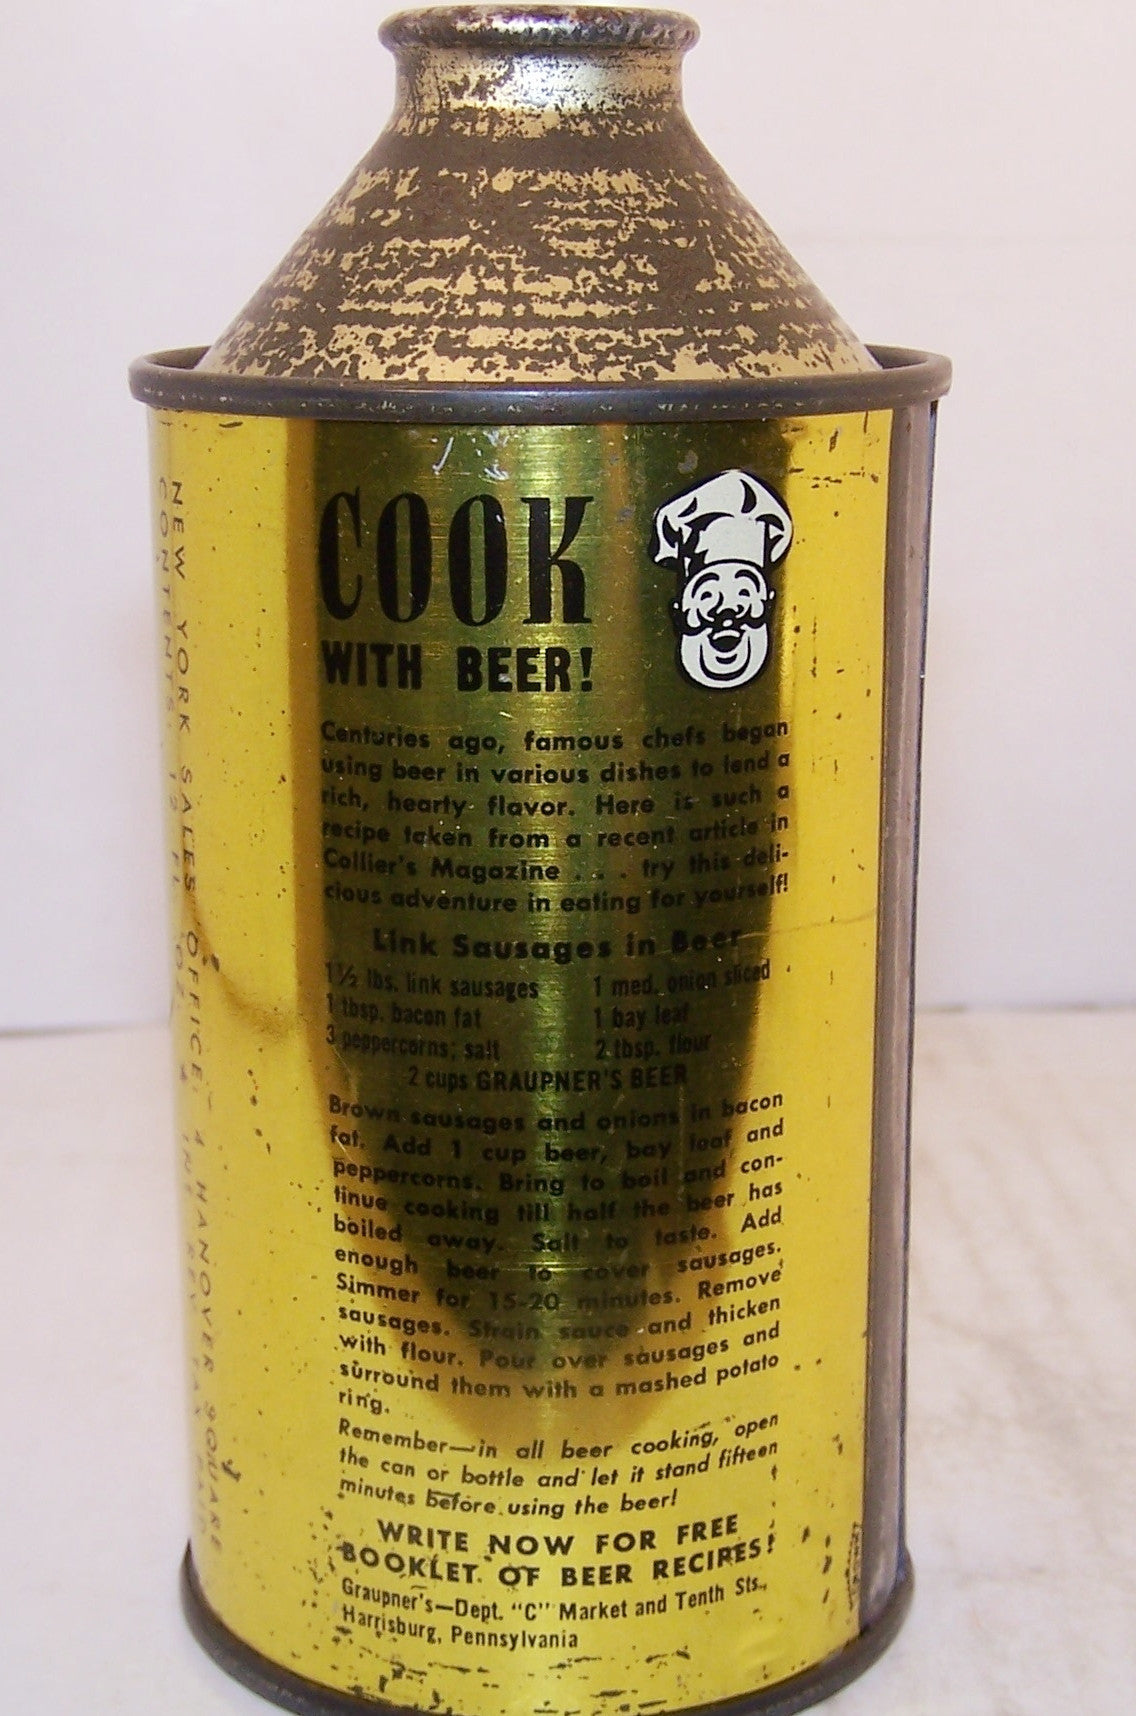 COOK
WITH BEER!
Centuries ago, famous chefs began
using beer in various dishes to lend a
rich, hearty flavor. Here is such a
recipe taken from a recent article in
Collier's Magazine . . . try this deli-
cious adventure in eating for yourself!
Link Sausages in Beer
1½ lbs. link sausages 1 med. onion sliced
1 tbsp. bacon fat 1 bay leaf
3 peppercorns; salt 2 tbsp. flour
2 cups GRAUPNER'S BEER
Brown sausages and onions in bacon
fat. Add 1 cup beer, bay leaf and
peppercorns. Bring to boil and con-
tinue cooking till half the beer has
boiled away. Salt to taste. Add
enough beer to cover sausages.
Simmer for 15-20 minutes. Remove
sausages. Strain sauce and thicken
with flour. Pour over sausages and
surround them with a mashed potato
ring.
Remember—in all beer cooking, open
the can or bottle and let it stand fifteen
minutes before using the beer!
WRITE NOW FOR FREE
BOOKLET OF BEER RECIPES!
Graupner's—Dept. "C" Market and Tenth Sts.,
Harrisburg, Pennsylvania
NEW YORK SALES OFFICE, 4 HANOVER SQUARE
CONTENTS 12 FL. OZ.